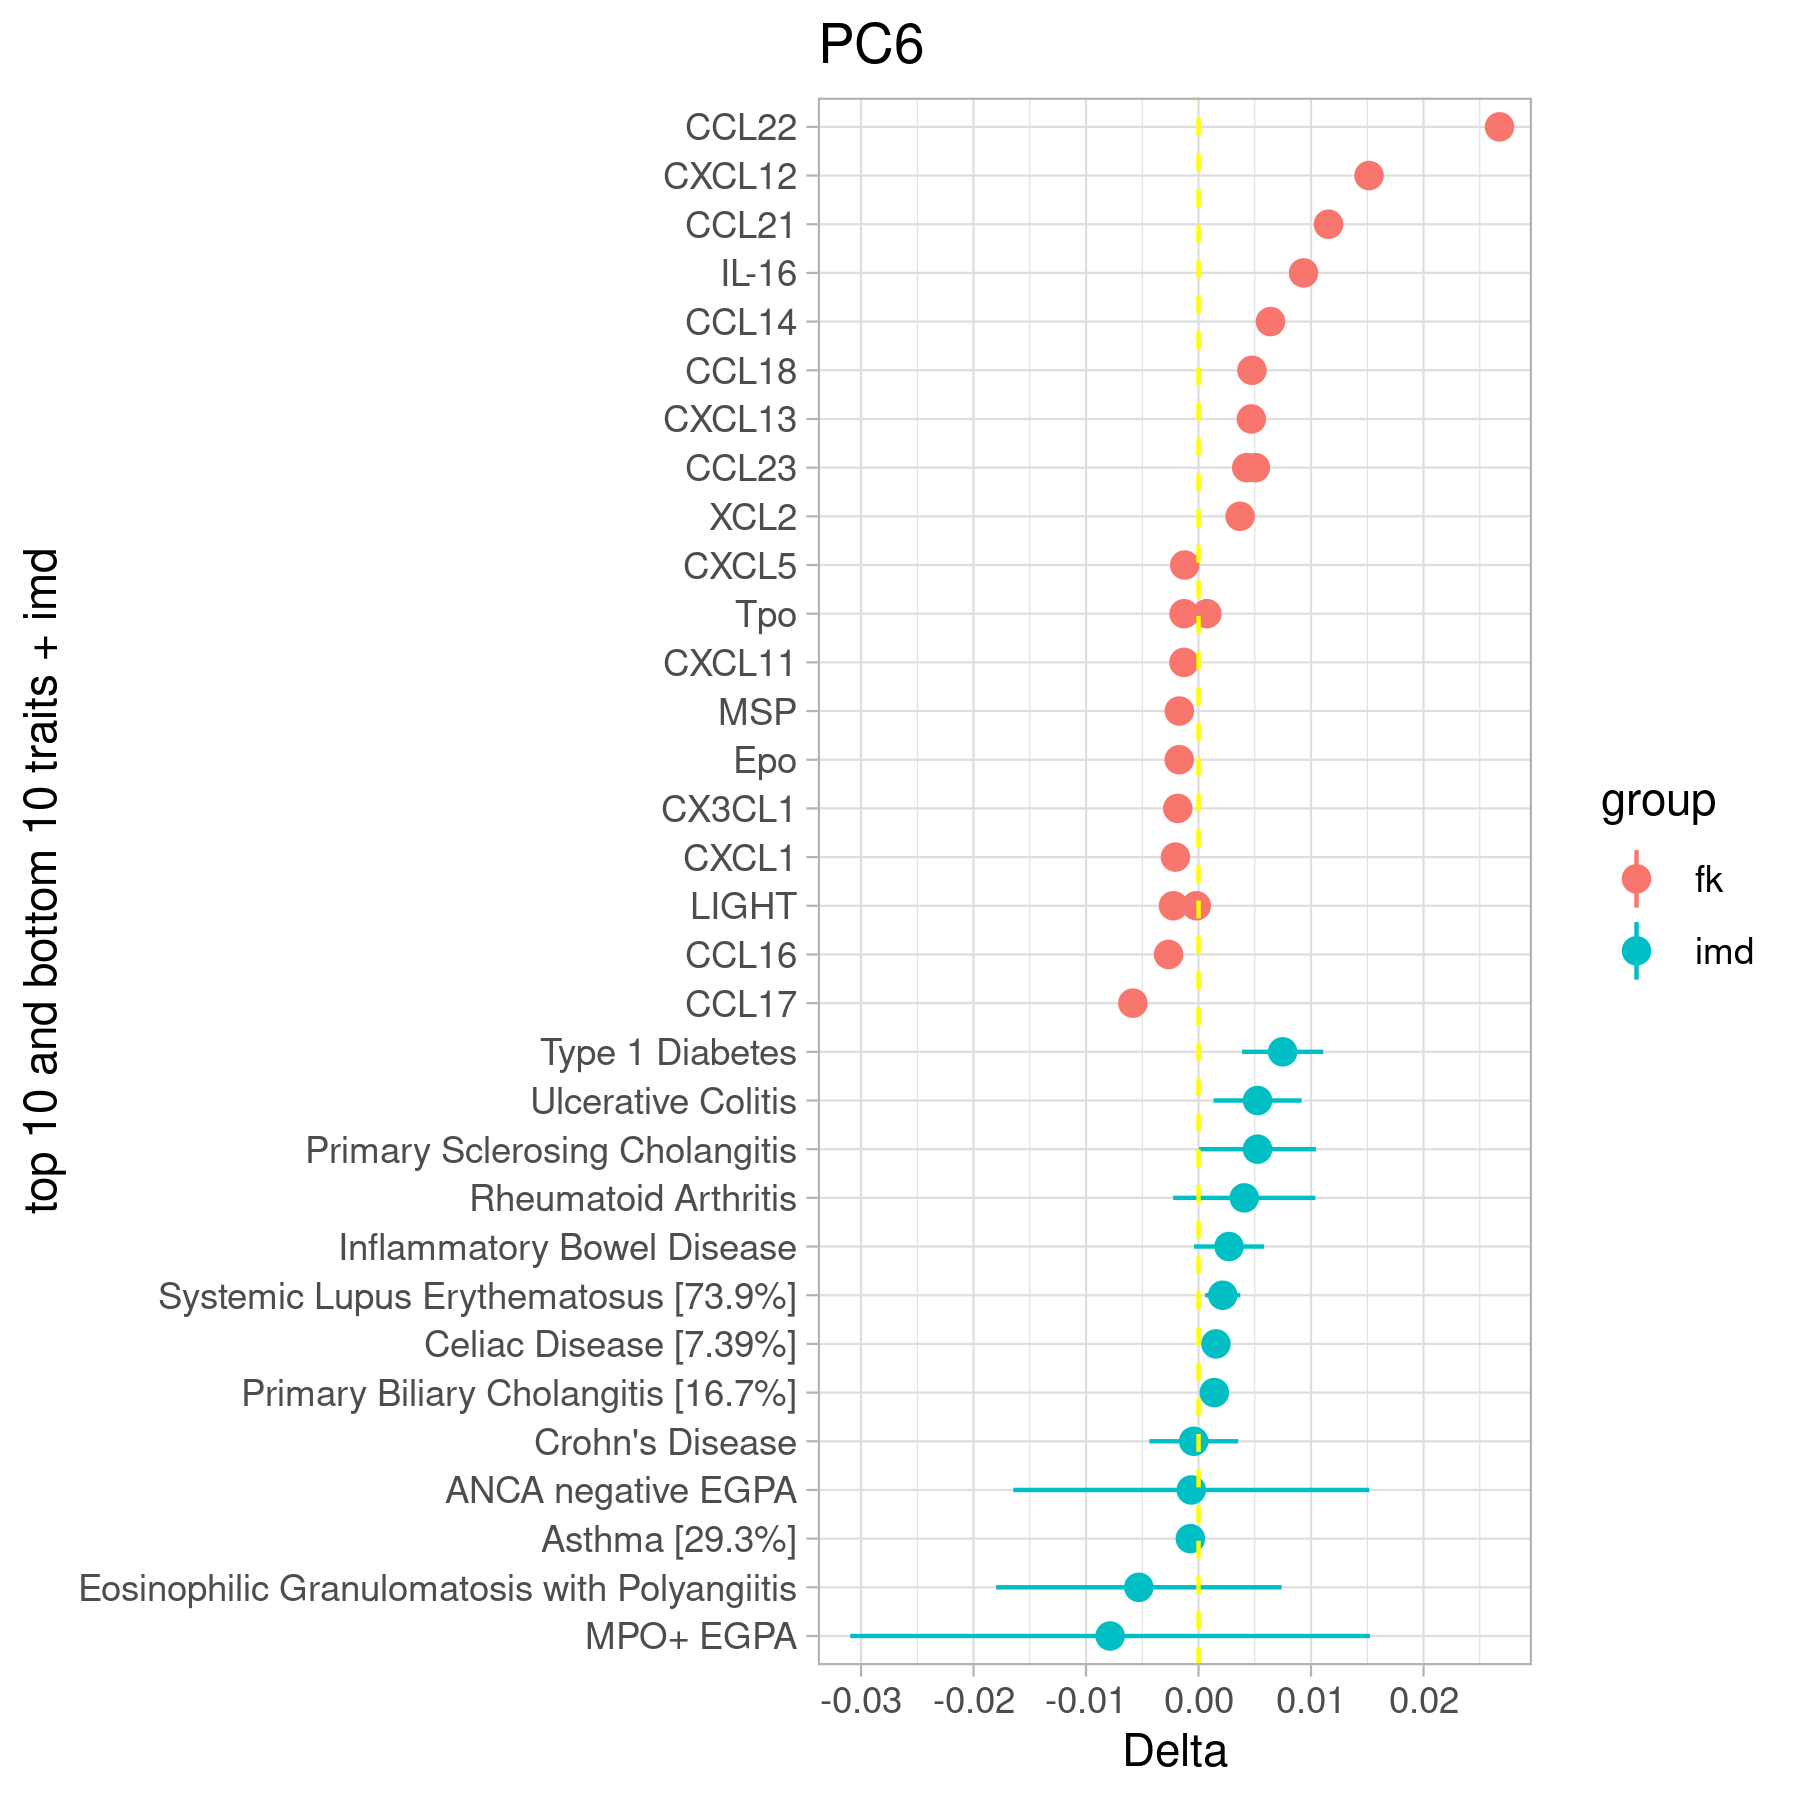 PC6
top 10 and bottom 10 traits + imd
CCL22
CXCL12
CCL21
IL-16
CCL14
CCL18
CXCL13
CCL23
XCL2
CXCL5
Tpo
CXCL11
MSP
Epo
CX3CL1
CXCL1
LIGHT
CCL16
CCL17
Type 1 Diabetes
Ulcerative Colitis
Primary Sclerosing Cholangitis
Rheumatoid Arthritis
Inflammatory Bowel Disease
Systemic Lupus Erythematosus [73.9%]
Celiac Disease [7.39%]
Primary Biliary Cholangitis [16.7%]
Crohn's Disease
ANCA negative EGPA
Asthma [29.3%]
Eosinophilic Granulomatosis with Polyangiitis
MPO+ EGPA
-0.03 -0.02 -0.01 0.00 0.01 0.02
Delta
group
fk
imd